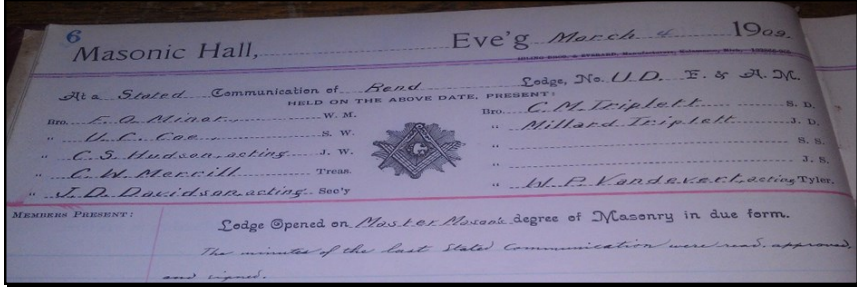 6
Masonic Hall, Eve'g March 4 1909.
At a Stated Communication of Bend Lodge, No. U.D. F. & A. M.
HELD ON THE ABOVE DATE, PRESENT:
Bro. F. O. Minor W. M. Bro. C. M. Triplett S. D.
" U. C. Coe S. W. " Millard Triplett J. D.
" C. S. Hudson, acting J. W. " S. S.
" C. W. Merrill Treas. " J. S.
" J. D. Davidson, acting Sec'y " W. P. Vandevert, acting Tyler.
MEMBERS PRESENT:
Lodge Opened on Master Mason's degree of Masonry in due form.
The minutes of the last Stated Communication were read, approved,
and signed.